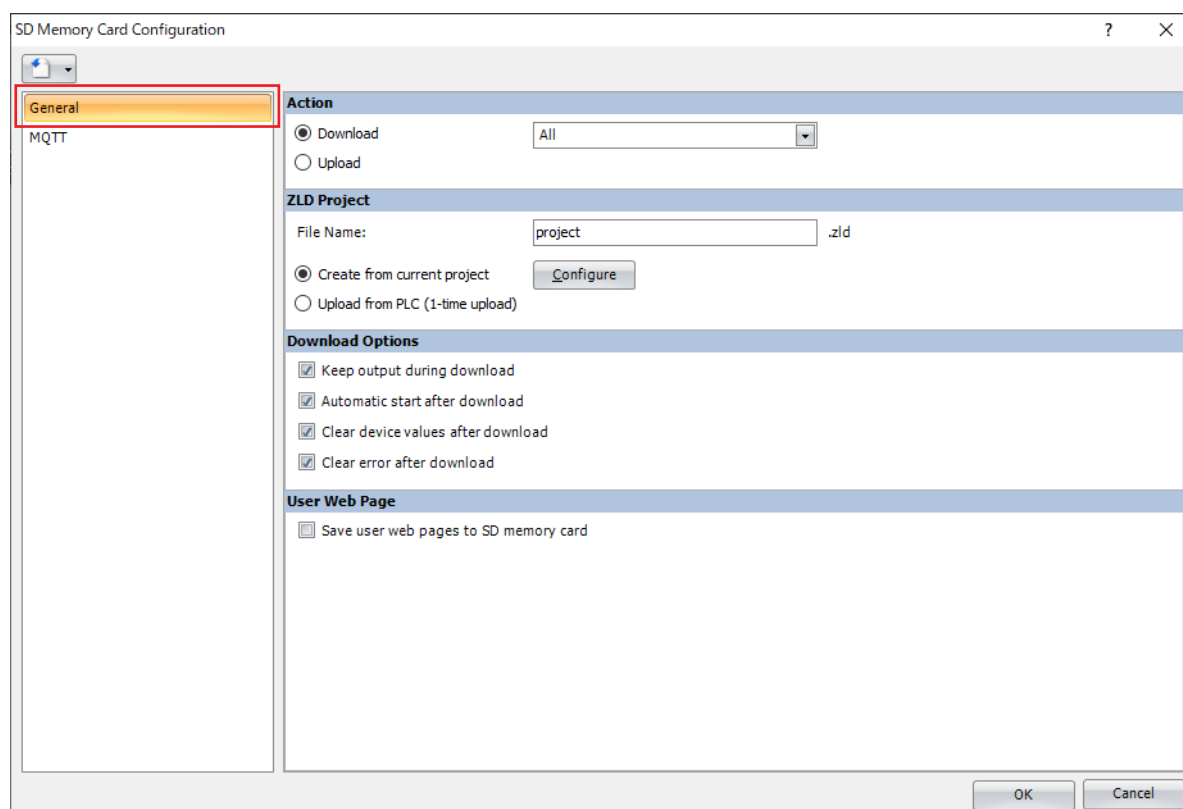 SD Memory Card Configuration
?
General
MQTT
Action
Download
All
Upload
ZLD Project
File Name:
project
.zld
Create from current project
Configure
Upload from PLC (1-time upload)
Download Options
Keep output during download
Automatic start after download
Clear device values after download
Clear error after download
User Web Page
Save user web pages to SD memory card
OK
Cancel